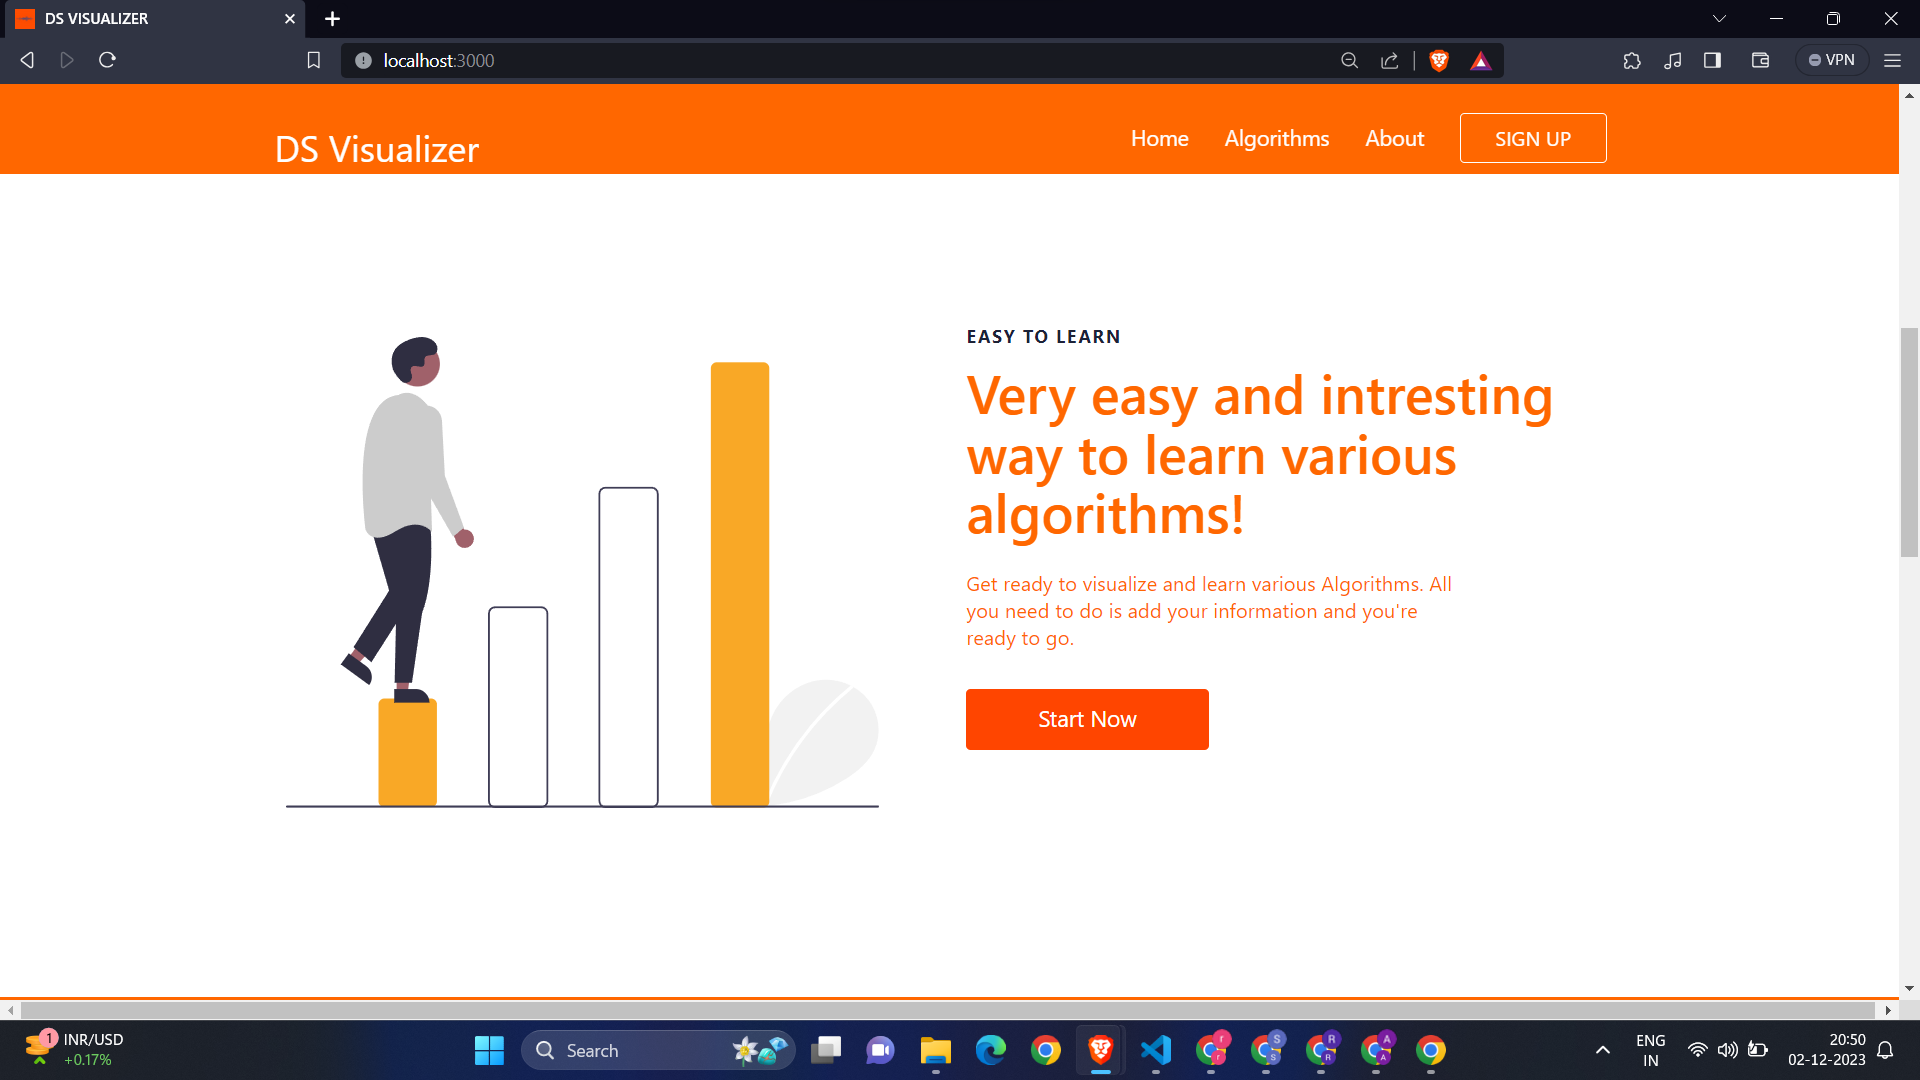 DS VISUALIZER
localhost:3000
VPN
DS Visualizer
Home Algorithms About SIGN UP
EASY TO LEARN
Very easy and intresting
way to learn various
algorithms!
Get ready to visualize and learn various Algorithms. All
you need to do is add your information and you're
ready to go.
Start Now
1
INR/USD
+0.17%
Search
r
r
S
S
R
R
A
A
ENG
IN
20:50
02-12-2023